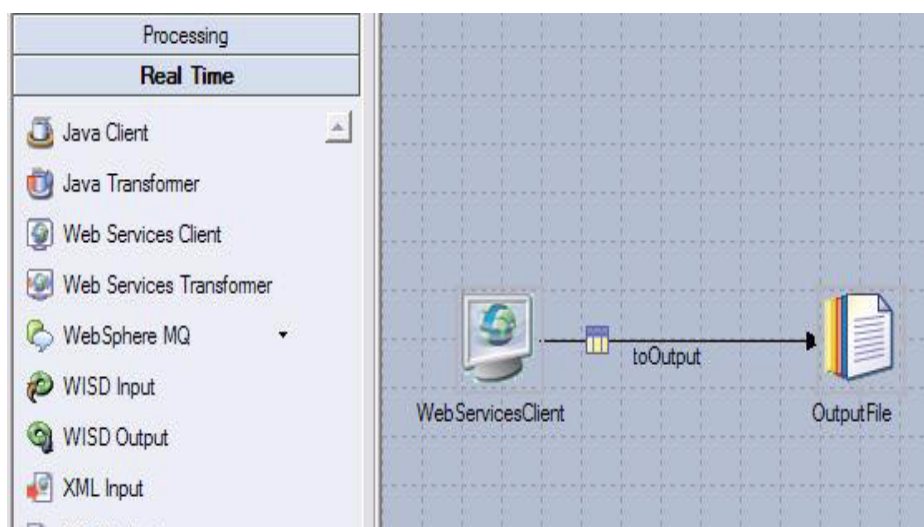 Processing
Real Time
Java Client
Java Transformer
Web Services Client
Web Services Transformer
WebSphere MQ
WISD Input
WISD Output
XML Input
toOutput
WebServicesClient
OutputFile